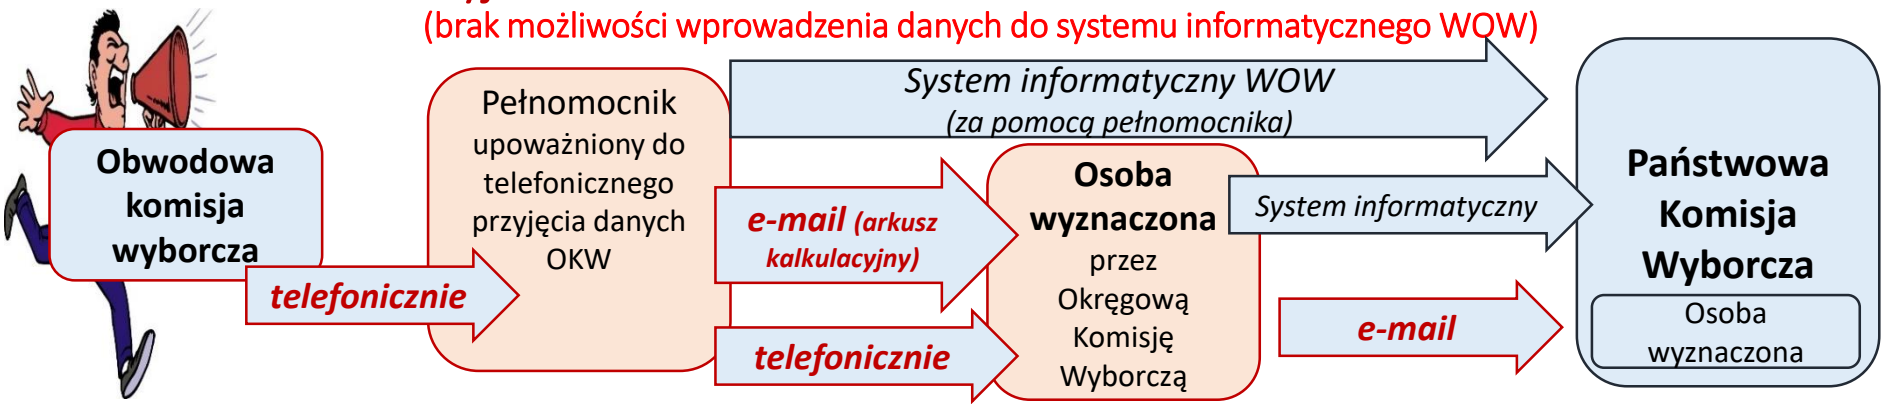 (brak możliwości wprowadzenia danych do systemu informatycznego WOW)
Obwodowa
komisja
wyborcza
telefonicznie
Pełnomocnik
upoważniony do
telefonicznego
przyjęcia danych
OKW
System informatyczny WOW
(za pomocą pełnomocnika)
e-mail (arkusz
kalkulacyjny)
telefonicznie
Osoba
wyznaczona
przez
Okręgową
Komisję
Wyborczą
System informatyczny
e-mail
Państwowa
Komisja
Wyborcza
Osoba
wyznaczona